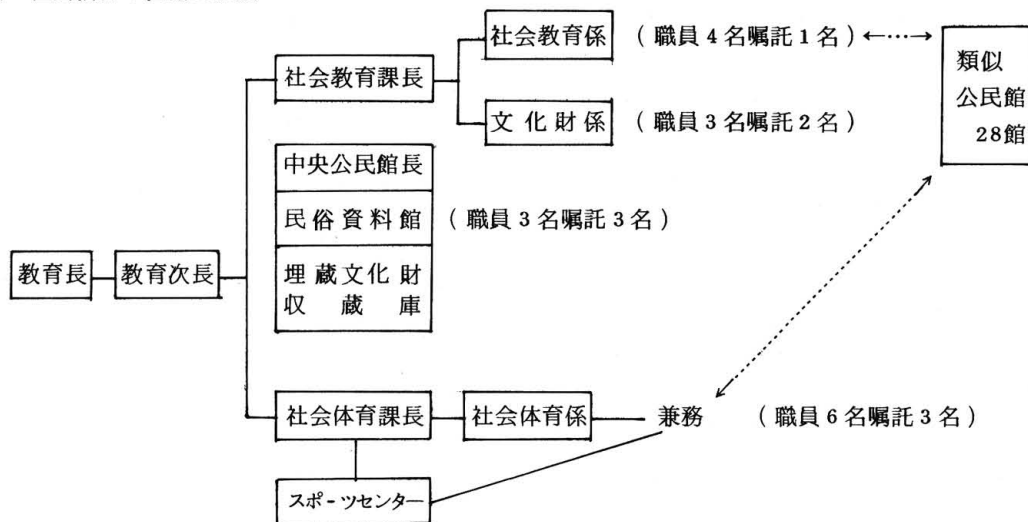 社会教育係 （職員4名嘱託1名）←…→
社会教育課長
類似
公民館
28館
文化財係 （職員3名嘱託2名）
中央公民館長
民俗資料館 （職員3名嘱託3名）
教育長 教育次長
埋蔵文化財
収蔵庫
社会体育課長 社会体育係 兼務 （職員6名嘱託3名）
スポーツセンター